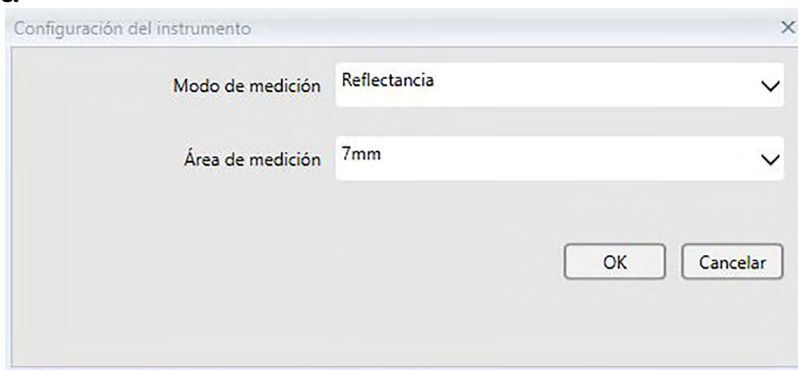 Configuración del instrumento
Modo de medición Reflectancia
Área de medición 7mm
OK Cancelar